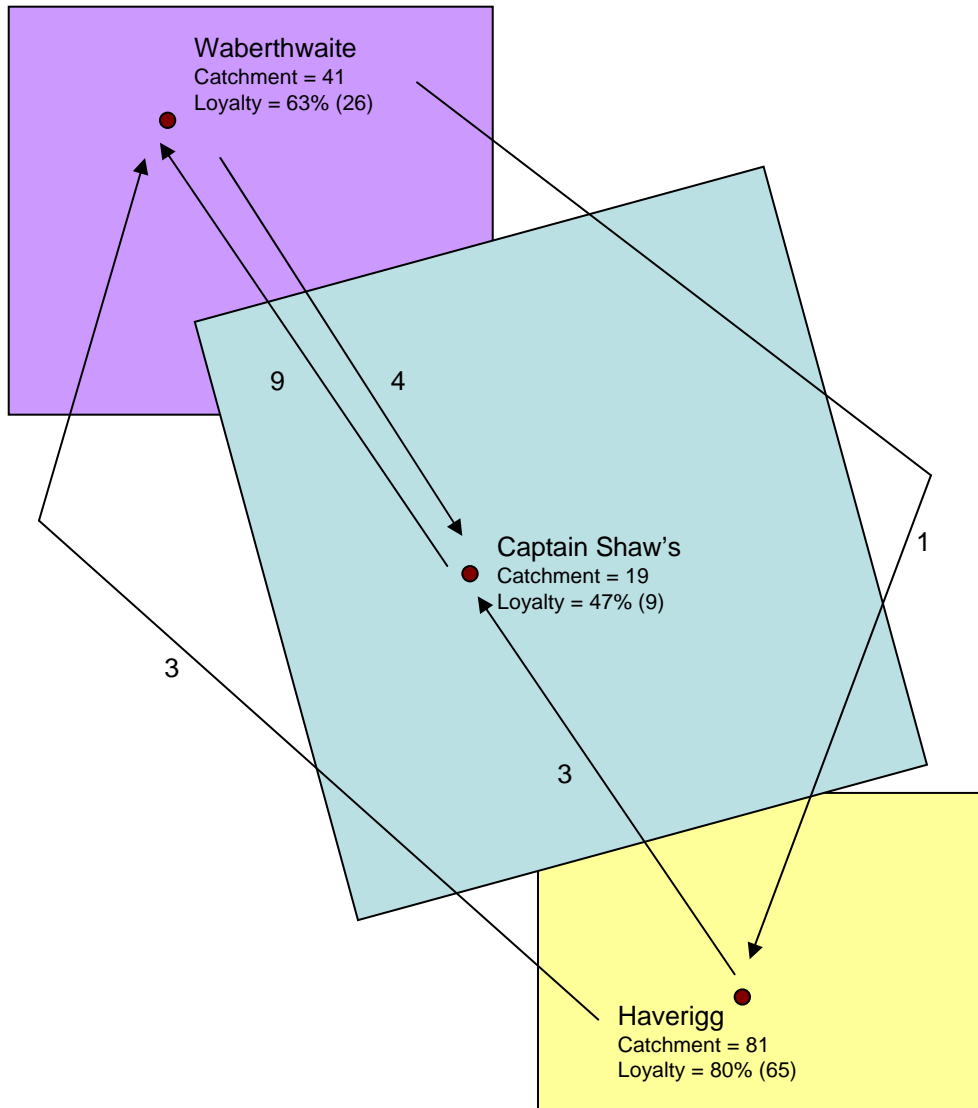 Waberthwaite
Catchment = 41
Loyalty = 63% (26)
9
4
Captain Shaw’s
Catchment = 19
Loyalty = 47% (9)
1
3
3
Haverigg
Catchment = 81
Loyalty = 80% (65)